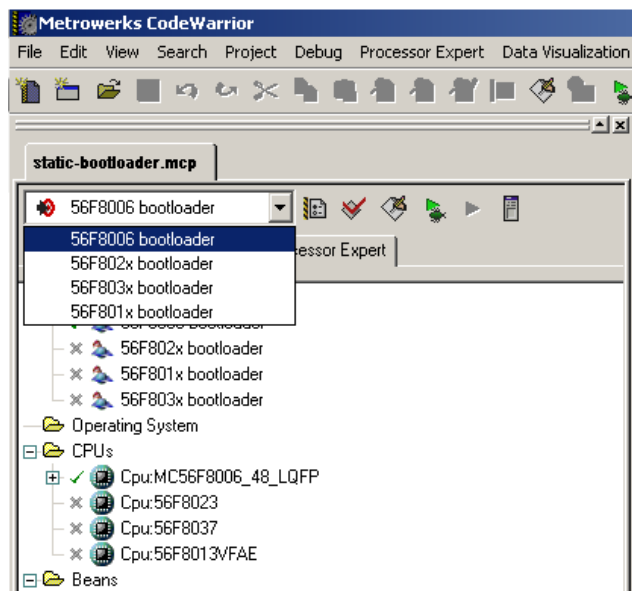 Metrowerks CodeWarrior
File Edit View Search Project Debug Processor Expert Data Visualization
static-bootloader.mcp
56F8006 bootloader
56F8006 bootloader
56F802x bootloader
56F803x bootloader
56F801x bootloader
Expert
56F802x bootloader
56F801x bootloader
56F803x bootloader
Operating System
CPUs
Cpu:MC56F8006_48_LQFP
Cpu:56F8023
Cpu:56F8037
Cpu:56F8013VFAE
Beans